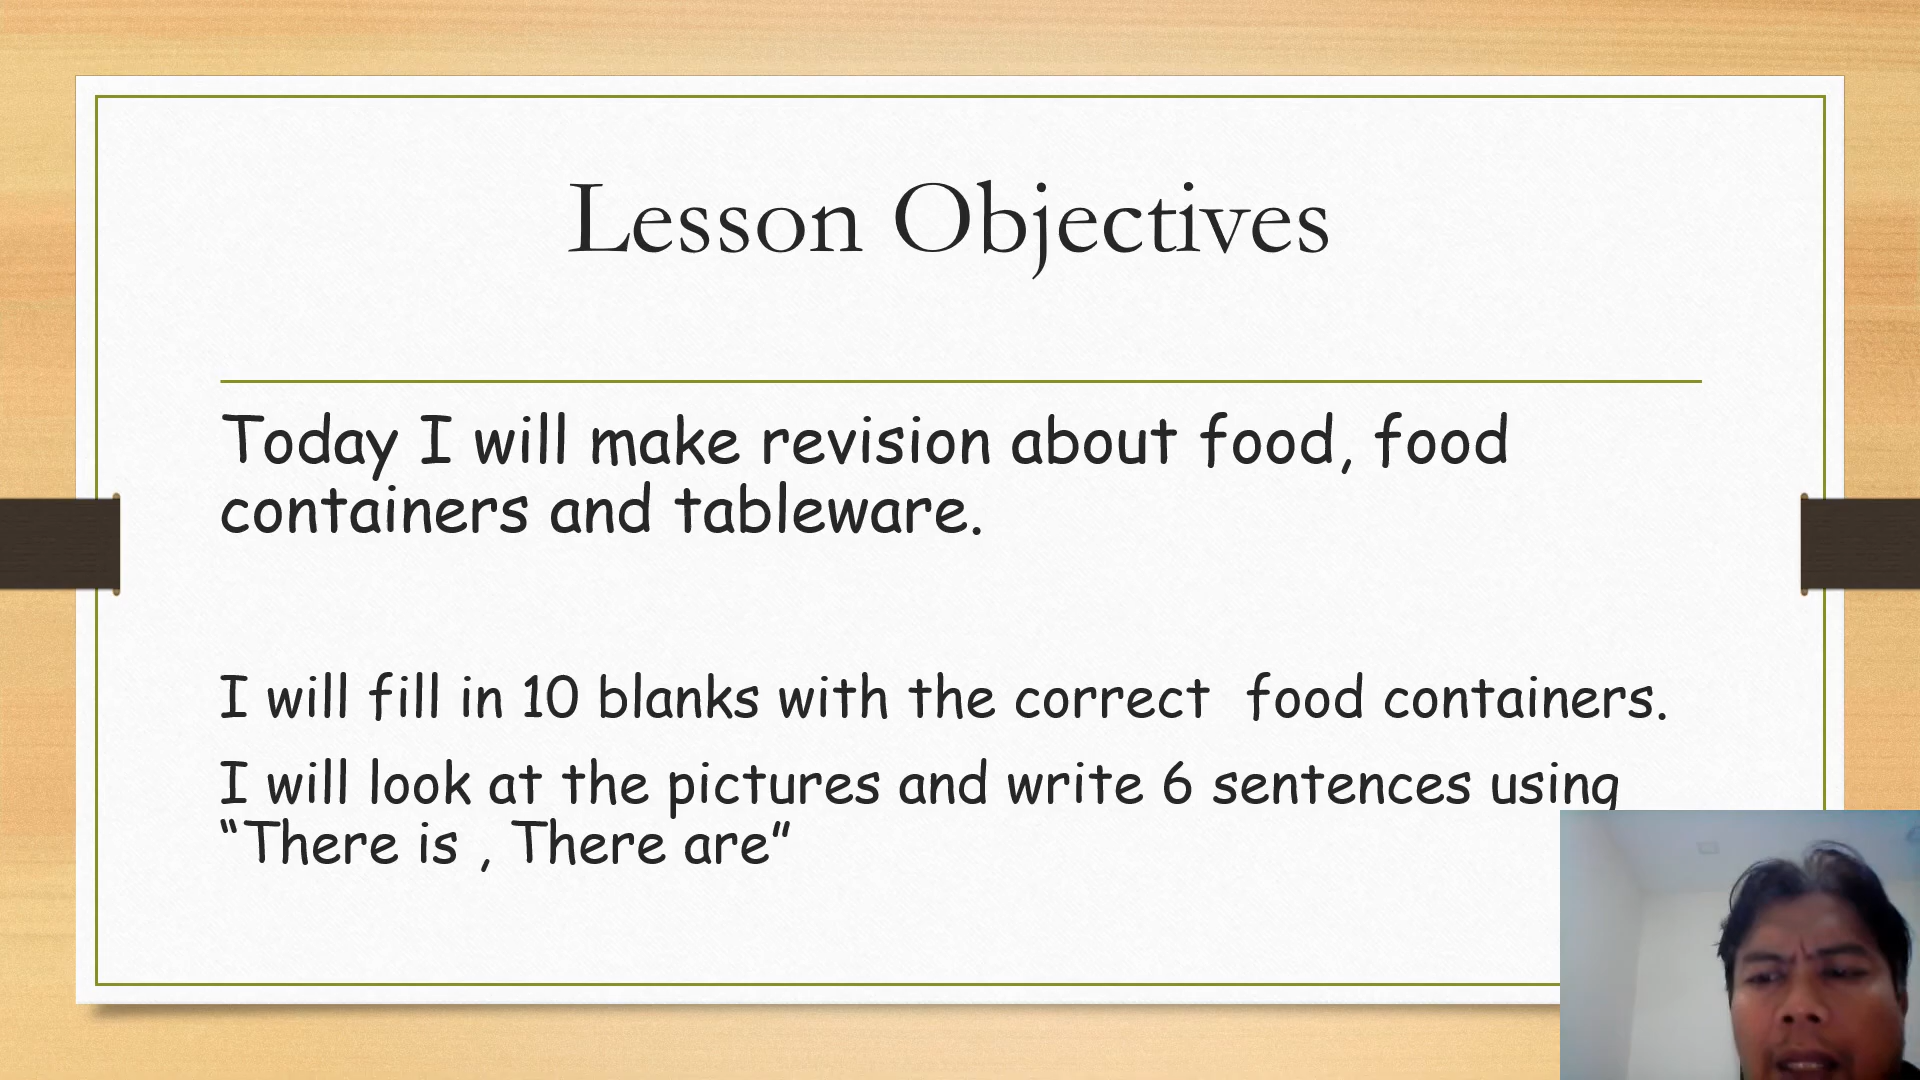 Lesson Objectives
Today I will make revision about food, food
containers and tableware.
I will fill in 10 blanks with the correct  food containers.
I will look at the pictures and write 6 sentences using
“There is , There are”